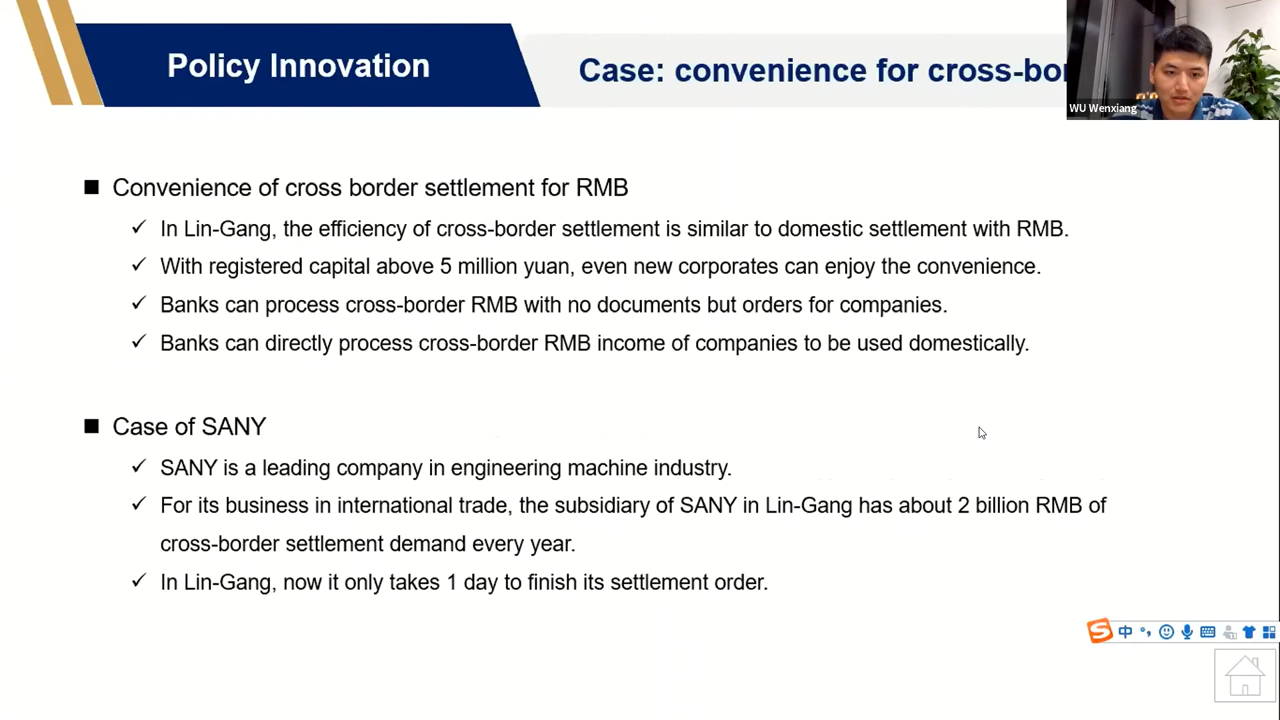 Policy Innovation
Case: convenience for cross-bor
WU Wenxiang
Convenience of cross border settlement for RMB
In Lin-Gang, the efficiency of cross-border settlement is similar to domestic settlement with RMB.
With registered capital above 5 million yuan, even new corporates can enjoy the convenience.
Banks can process cross-border RMB with no documents but orders for companies.
Banks can directly process cross-border RMB income of companies to be used domestically.
Case of SANY
SANY is a leading company in engineering machine industry.
For its business in international trade, the subsidiary of SANY in Lin-Gang has about 2 billion RMB of
cross-border settlement demand every year.
In Lin-Gang, now it only takes 1 day to finish its settlement order.
S 中